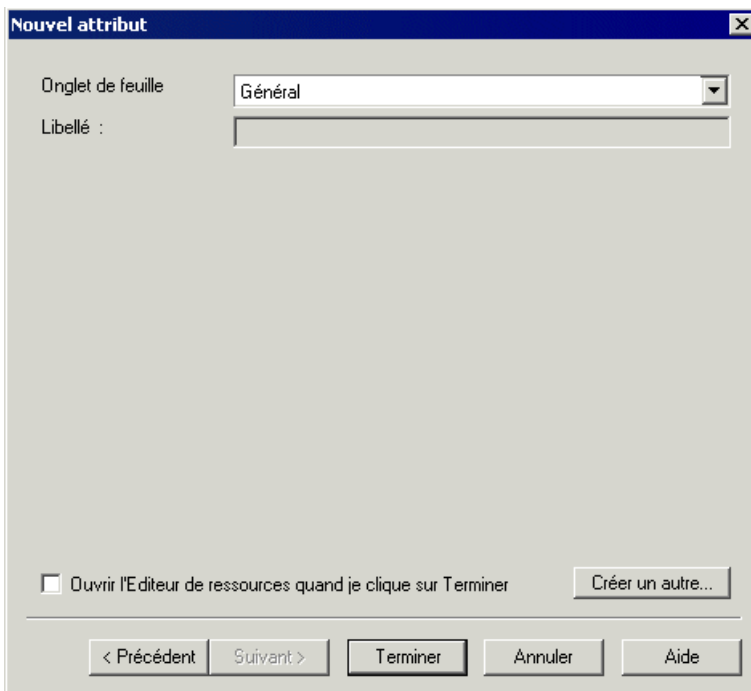 Nouvel attribut
Onglet de feuille
Général
Libellé :
Ouvrir l'Editeur de ressources quand je clique sur Terminer
Créer un autre...
< Précédent
Suivant >
Terminer
Annuler
Aide